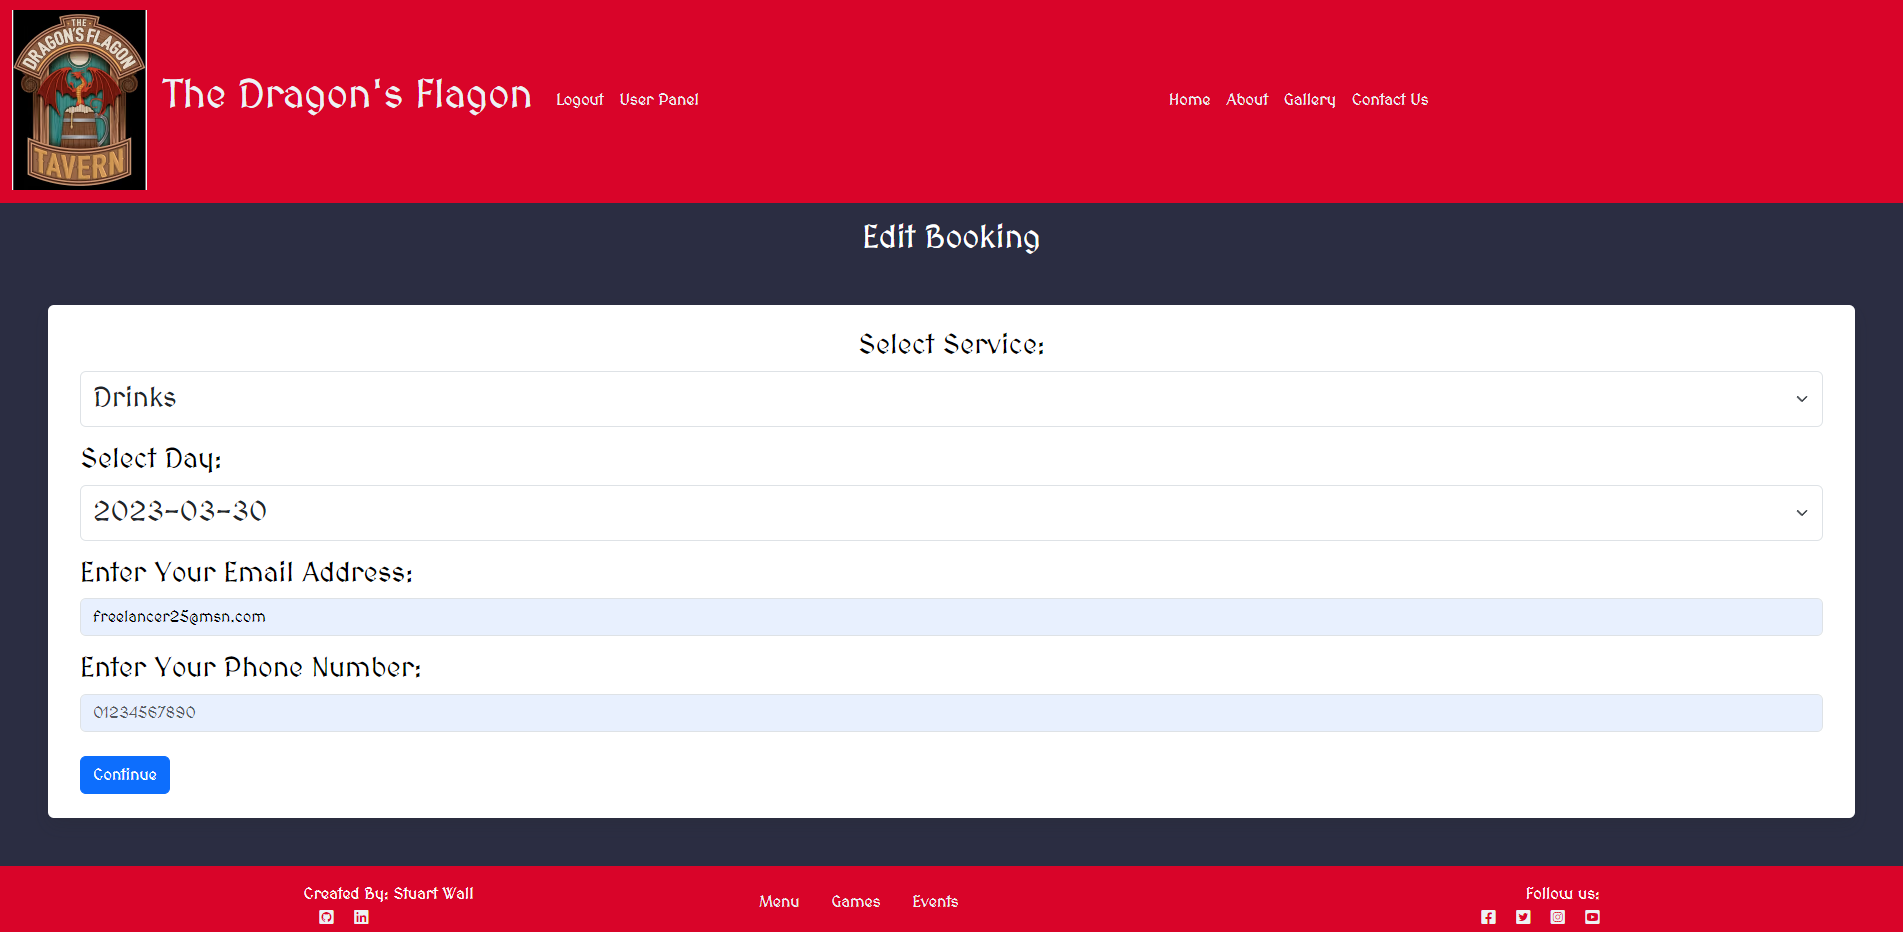 THE
DRAGON'S FLAGON
TAVERN
The Dragon's Flagon
Logout User Panel
Home About Gallery Contact Us
Edit Booking
Select Service:
Drinks
Select Day:
2023-03-30
Enter Your Email Address:
freelancer25@msn.com
Enter Your Phone Number:
01234567890
Continue
Created By: Stuart Wall
Menu Games Events
Follow us: